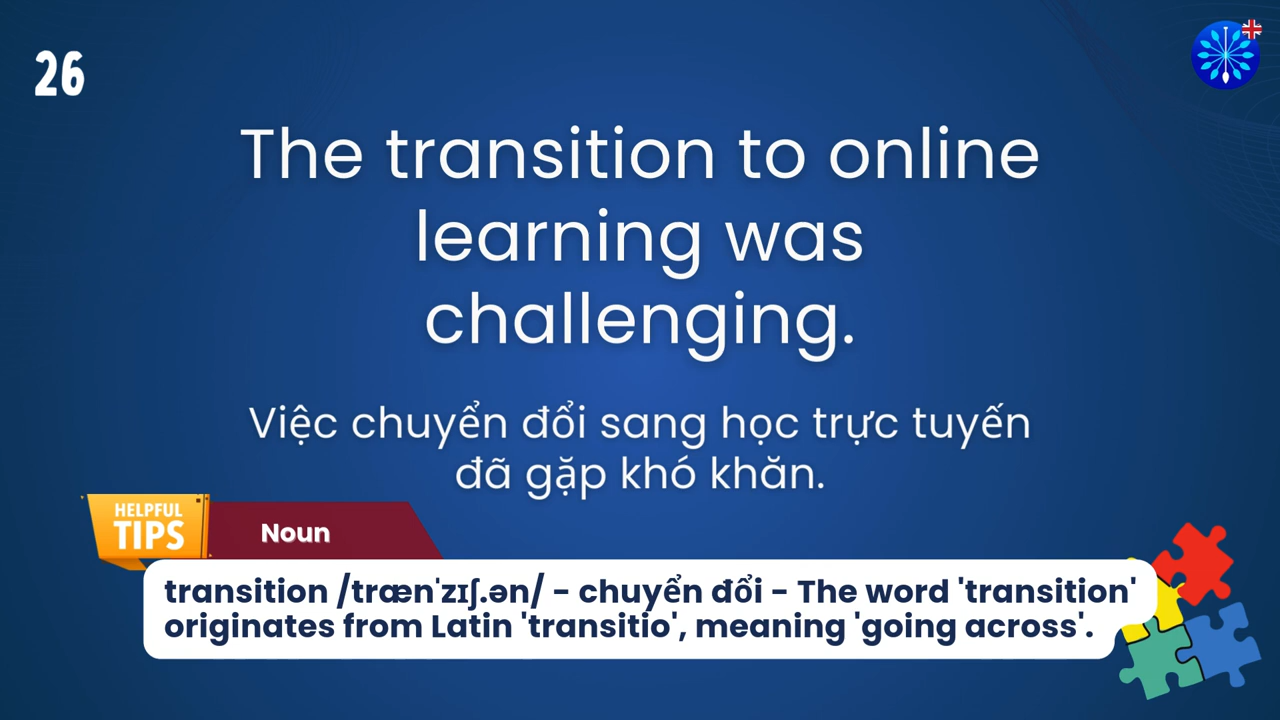 26
The transition to online
learning was
challenging.
Việc chuyển đổi sang học trực tuyến
đã gặp khó khăn.
HELPFUL
TIPS
Noun
transition /trænˈzɪʃ.ən/ - chuyển đổi - The word 'transition'
originates from Latin 'transitio', meaning 'going across'.